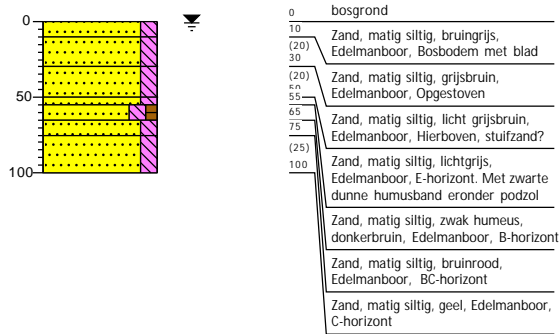 0
50
100
0
10
(20)
30
(20)
50
55
65
75
(25)
100
bosgrond
Zand, matig siltig, bruingrijs,
Edelmanboor, Bosbodem met blad
Zand, matig siltig, grijsbruin,
Edelmanboor, Opgestoven
Zand, matig siltig, licht grijsbruin,
Edelmanboor, Hierboven, stuifzand?
Zand, matig siltig, lichtgrijs,
Edelmanboor, E-horizont. Met zwarte
dunne humusband eronder podzol
Zand, matig siltig, zwak humeus,
donkerbruin, Edelmanboor, B-horizont
Zand, matig siltig, bruinrood,
Edelmanboor, BC-horizont
Zand, matig siltig, geel, Edelmanboor,
C-horizont